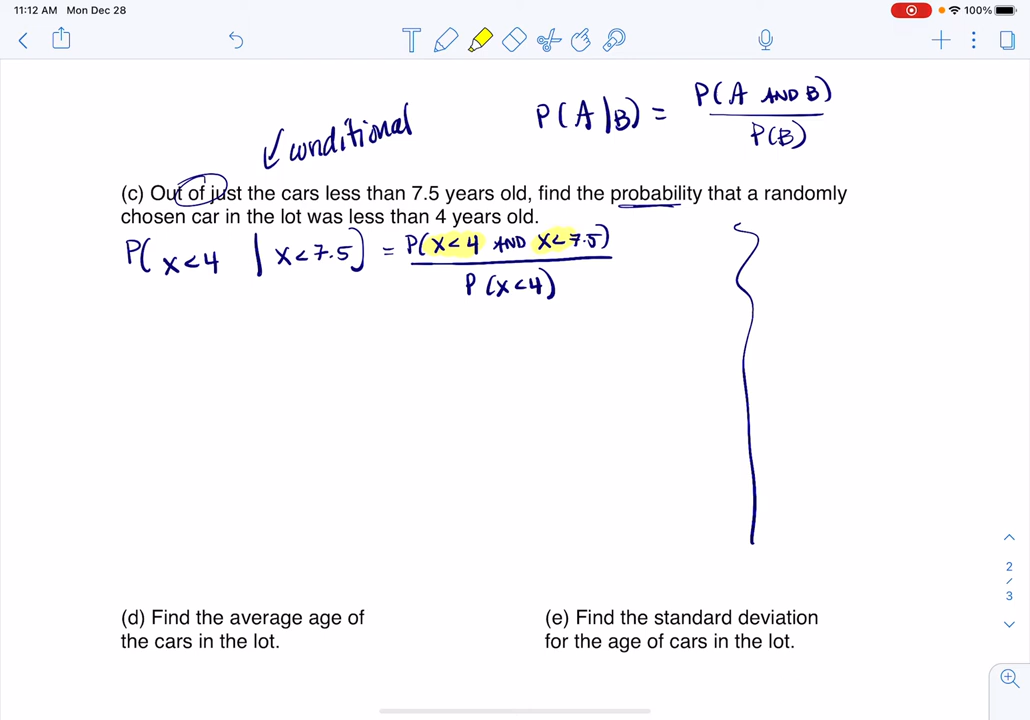 11:12 AM Mon Dec 28
100%
P(A|B) = P(A AND B) / P(B)
conditional
(c) Out of just the cars less than 7.5 years old, find the probability that a randomly
chosen car in the lot was less than 4 years old.
P(x<4 | x<7.5) = P(x<4 AND x<7.5) / P(x<4)
2
/
3
(d) Find the average age of
the cars in the lot.
(e) Find the standard deviation
for the age of cars in the lot.